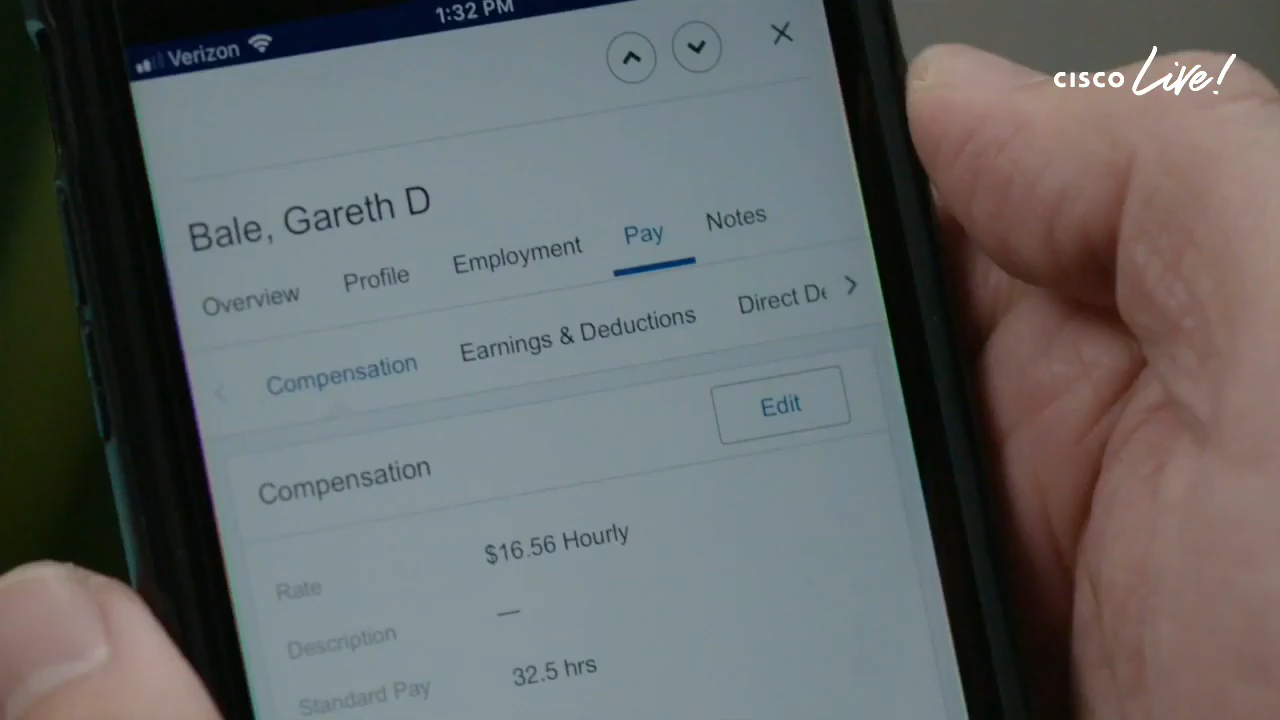 1:32 PM
Verizon
CISCO Live!
Bale, Gareth D
Overview Profile Employment Pay Notes
Compensation Earnings & Deductions Direct De
Edit
Compensation
Rate $16.56 Hourly
Description —
Standard Pay 32.5 hrs